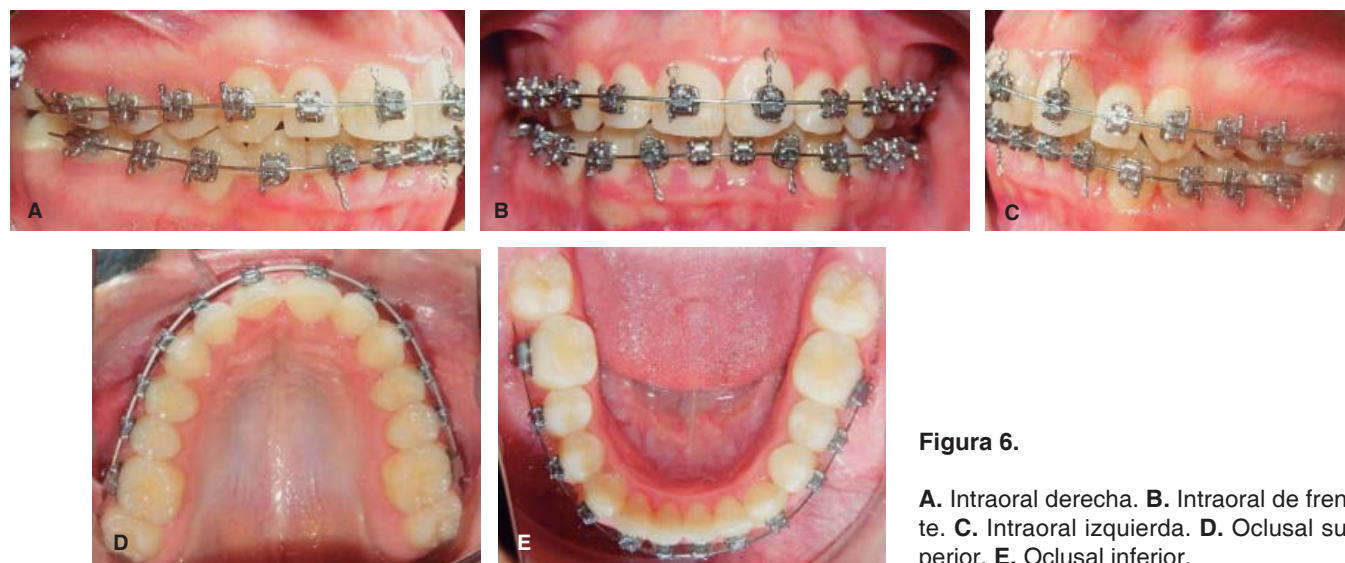 A
B
C
D
E
Figura 6.
A. Intraoral derecha. B. Intraoral de fren-
te. C. Intraoral izquierda. D. Oclusal su-
perior. E. Oclusal inferior.